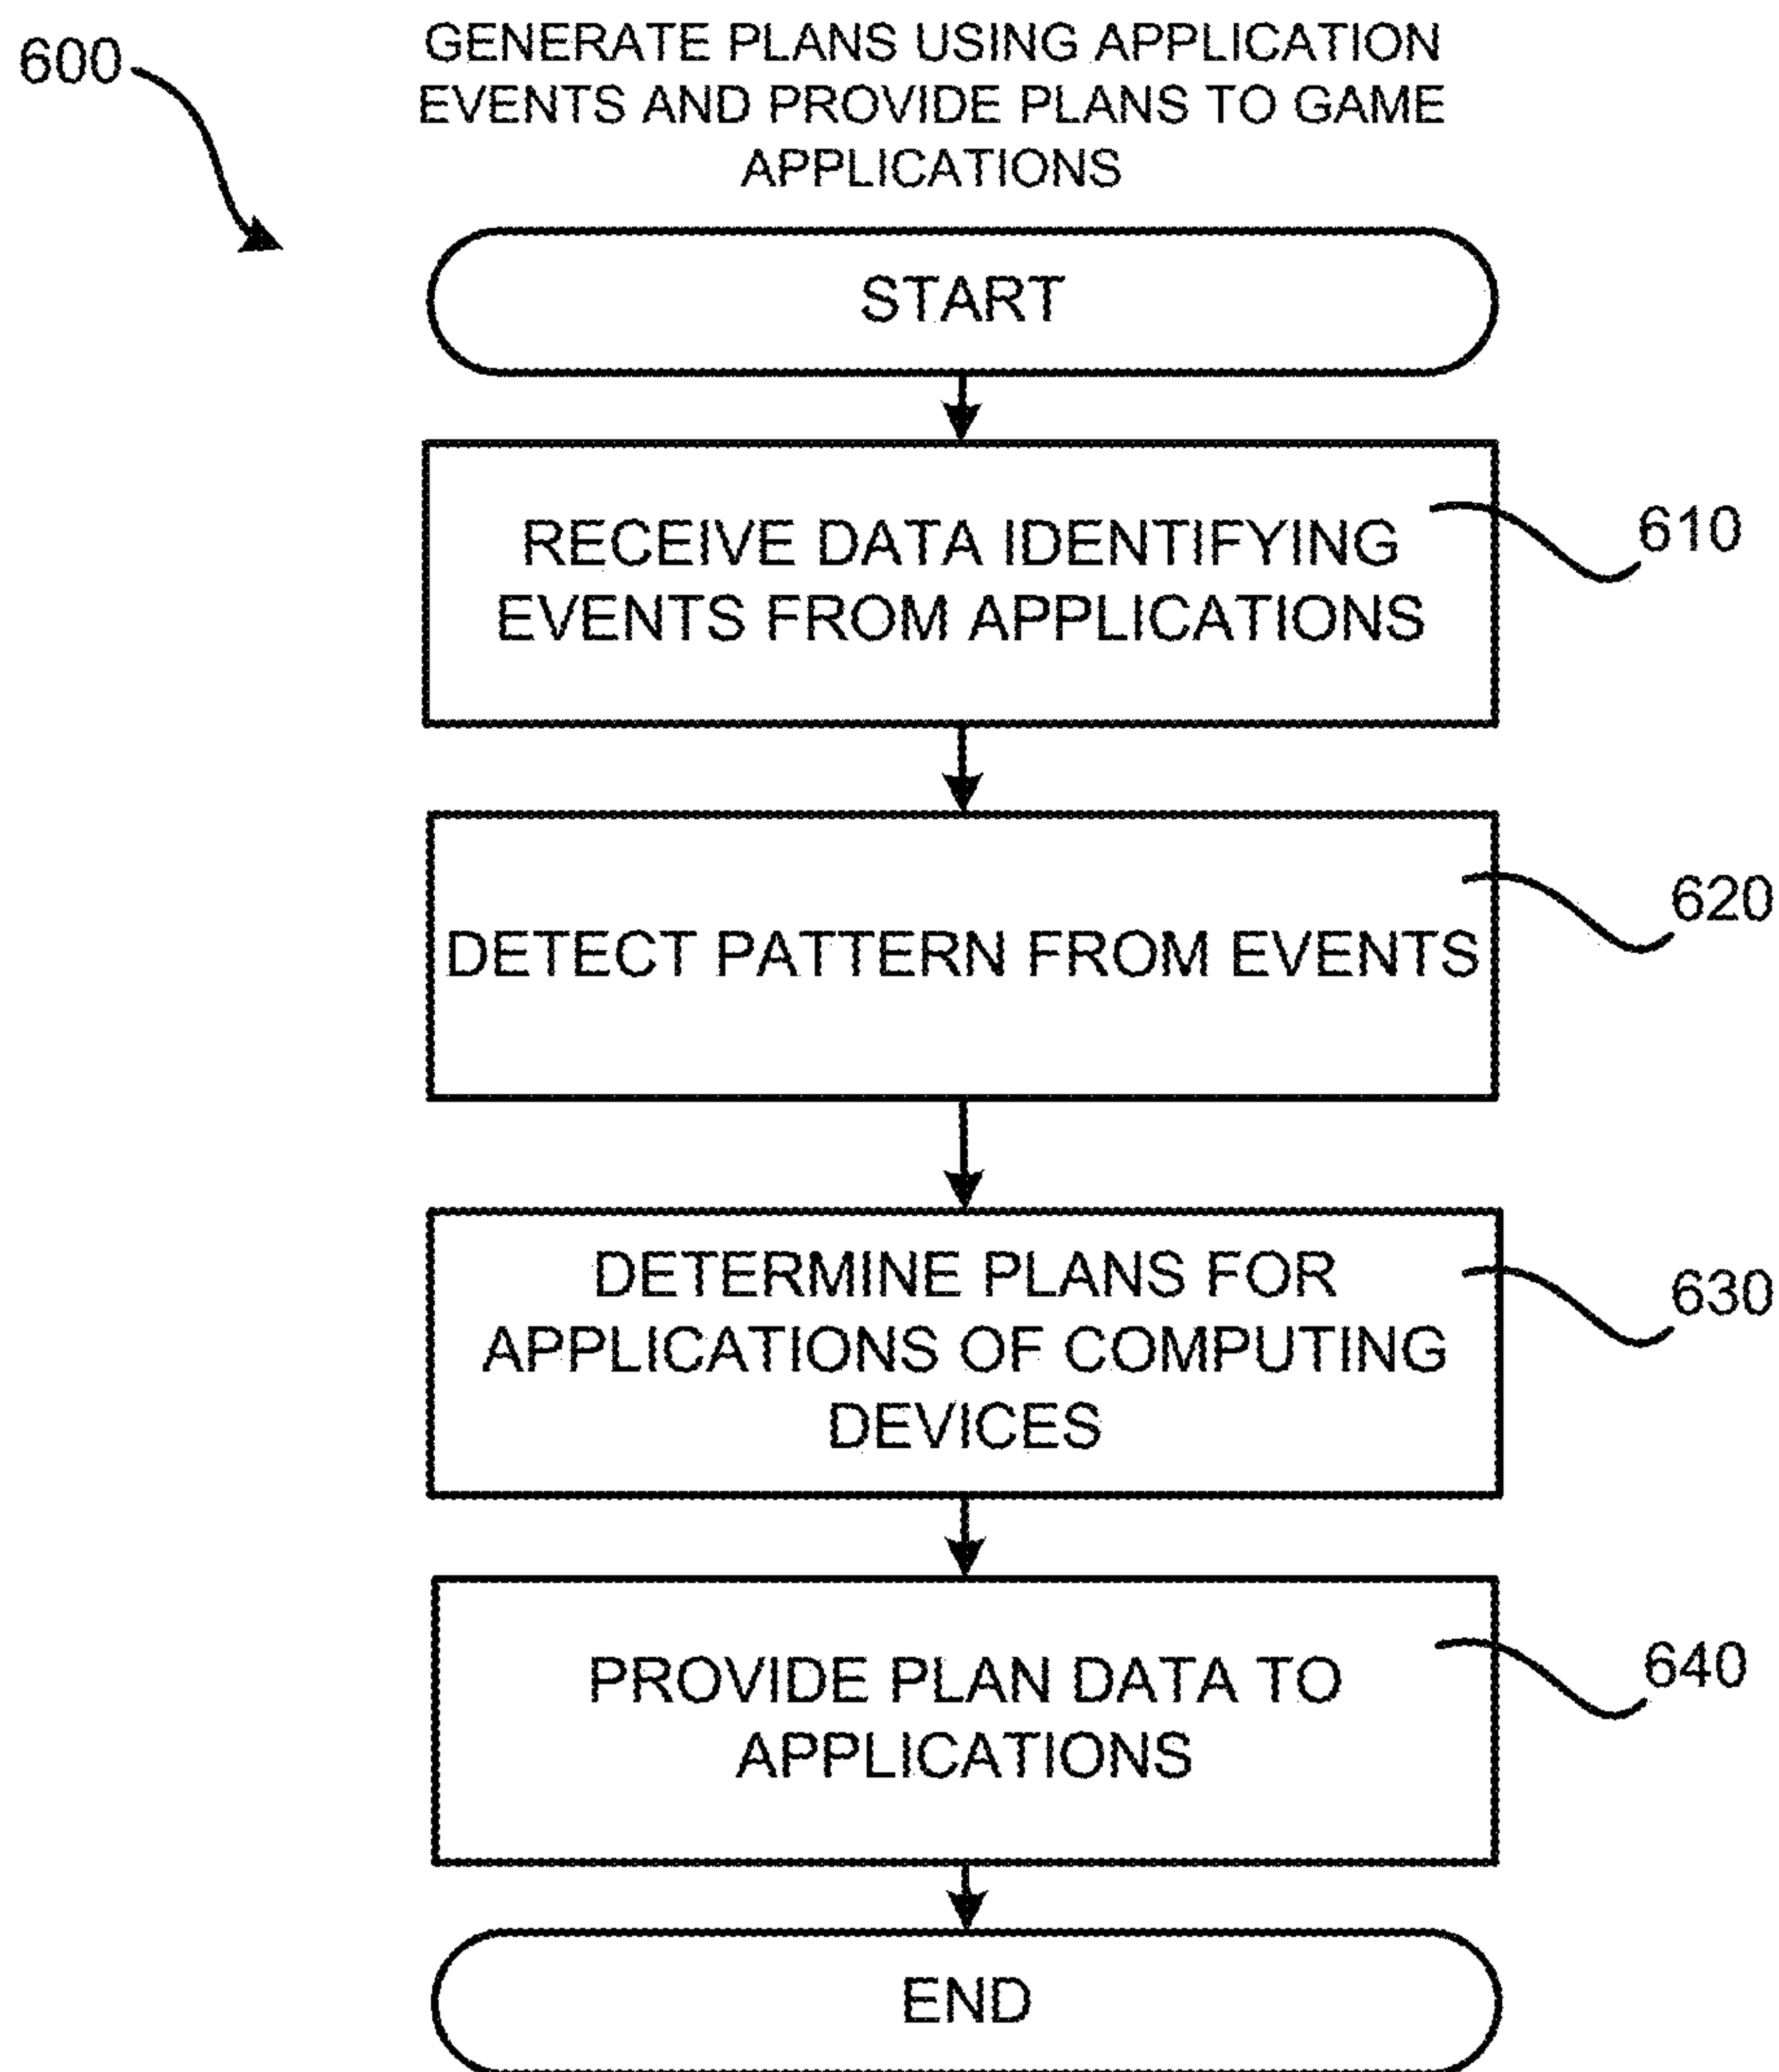 600
GENERATE PLANS USING APPLICATION
EVENTS AND PROVIDE PLANS TO GAME
APPLICATIONS
START
RECEIVE DATA IDENTIFYING
EVENTS FROM APPLICATIONS
610
DETECT PATTERN FROM EVENTS
620
DETERMINE PLANS FOR
APPLICATIONS OF COMPUTING
DEVICES
630
PROVIDE PLAN DATA TO
APPLICATIONS
640
END